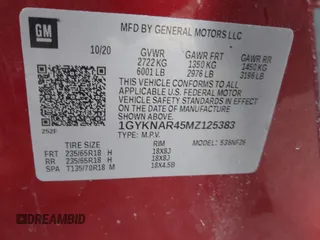 GM
MFD BY GENERAL MOTORS LLC
10/20 GVWR GAWR FRT GAWR RR
2722 KG 1350 KG 1450 KG
6001 LB 2976 LB 3196 LB
THIS VEHICLE CONFORMS TO ALL
APPLICABLE U.S. FEDERAL MOTOR
VEHICLE SAFETY AND THEFT PREVENTION
STANDARDS IN EFFECT ON THE DATE
OF MANUFACTURE SHOWN ABOVE.
1GYKNAR45MZ125383
252F TYPE: M.P.V. MODEL:
TIRE SIZE RIM
FRT 235/65R18 H 18X8J
RR 235/65R18 H 18X8J
SPA T135/70R18 M 18X4.5B
DREAMBID